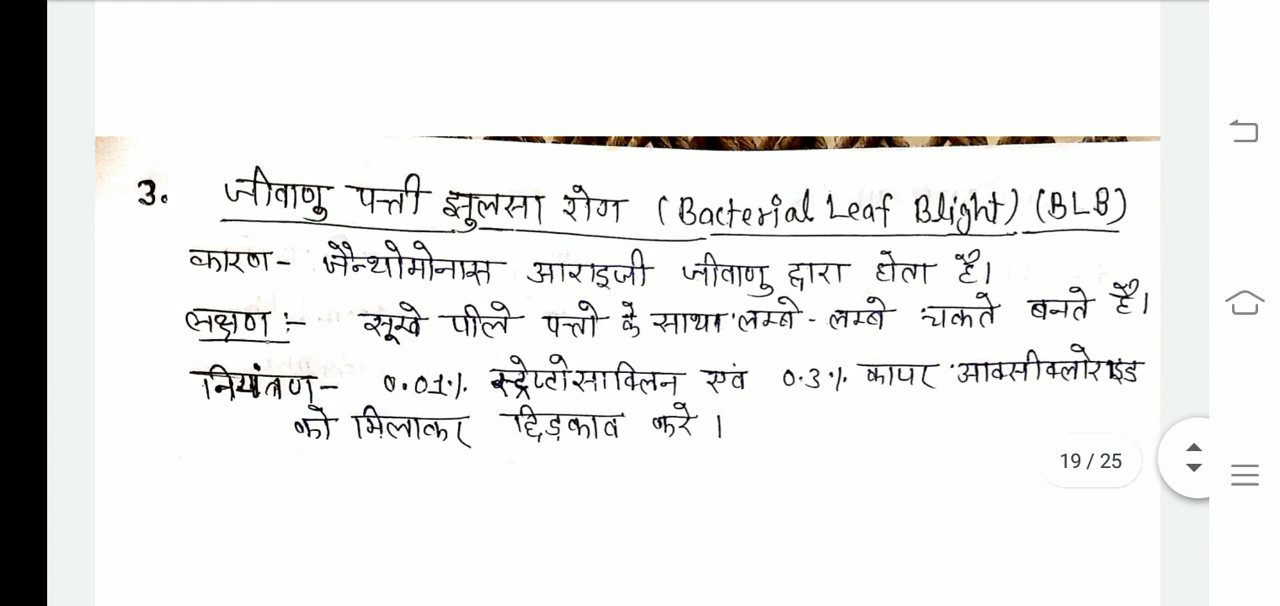 3. जीवाणु पत्ती झुलसा रोग (Bacterial Leaf Blight) (BLB)
कारण- जैन्थोमोनास आराइजी जीवाणु द्वारा होता है।
लक्षण :- सूखे पीले पत्तो के साथ लम्बे - लम्बे चकते बनते है।
नियंत्रण- 0.01% स्ट्रेप्टोसाक्लिन एवं 0.3% कापर आक्सीक्लोराइड
को मिलाकर छिड़काव करे।
19 / 25